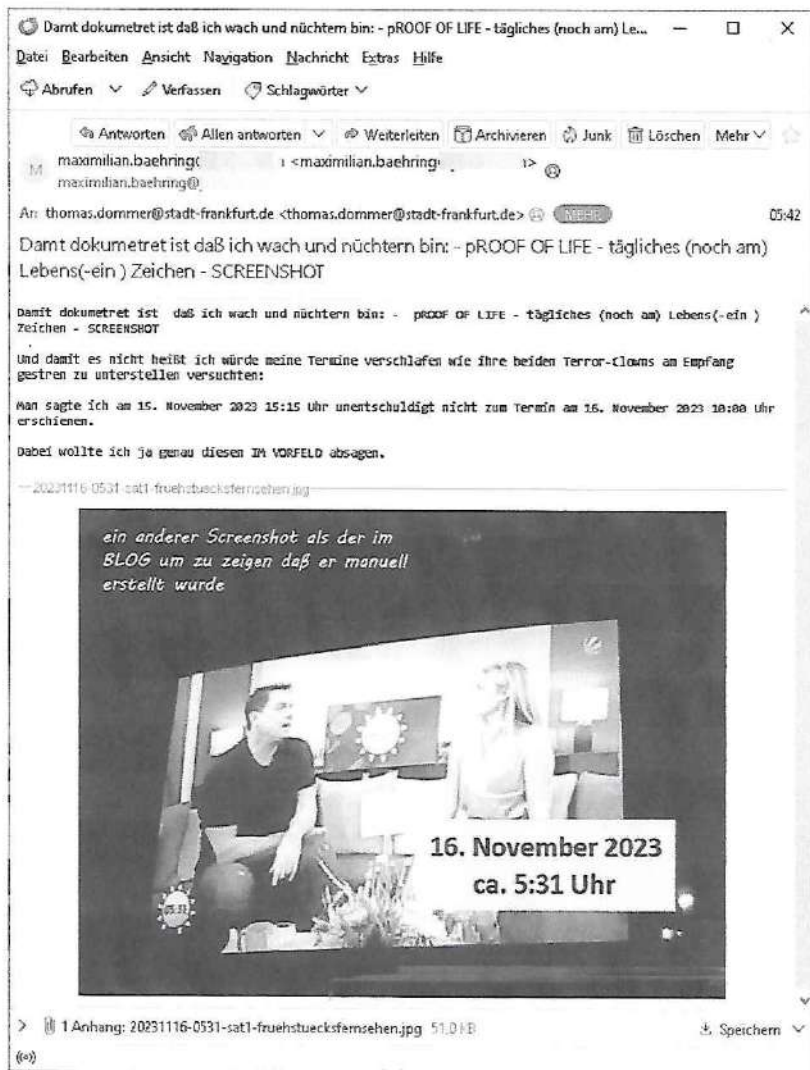 Damt dokumetret ist daß ich wach und nüchtern bin: - pROOF OF LIFE - tägliches (noch am) Le...
Datei Bearbeiten Ansicht Navigation Nachricht Extras Hilfe
Abrufen Verfassen Schlagwörter
Antworten Allen antworten Weiterleiten Archivieren Junk Löschen Mehr
M
maximilian.baehring <maximilian.baehring
maximilian.baehring@
An: thomas.dommer@stadt-frankfurt.de <thomas.dommer@stadt-frankfurt.de> MEHR 05:42
Damt dokumetret ist daß ich wach und nüchtern bin: - pROOF OF LIFE - tägliches (noch am)
Lebens(-ein ) Zeichen - SCREENSHOT
Damit dokumetret ist daß ich wach und nüchtern bin: - pROOF OF LIFE - tägliches (noch am) Lebens(-ein )
Zeichen - SCREENSHOT
Und damit es nicht heißt ich würde meine Termine verschlafen wie ihre beiden Terror-Clowns am Empfang
gestren zu unterstellen versuchten:
Man sagte ich am 15. November 2023 15:15 Uhr unentschuldigt nicht zum Termin am 16. November 2023 10:00 Uhr
erschienen.
Dabei wollte ich ja genau diesen IM VORFELD absagen.
20231116-0531-sat1-fruehstuecksfernsehen.jpg
ein anderer Screenshot als der im
BLOG um zu zeigen daß er manuell
erstellt wurde
16. November 2023
ca. 5:31 Uhr
05:31
1 Anhang: 20231116-0531-sat1-fruehstuecksfernsehen.jpg 51,0 KB
Speichern